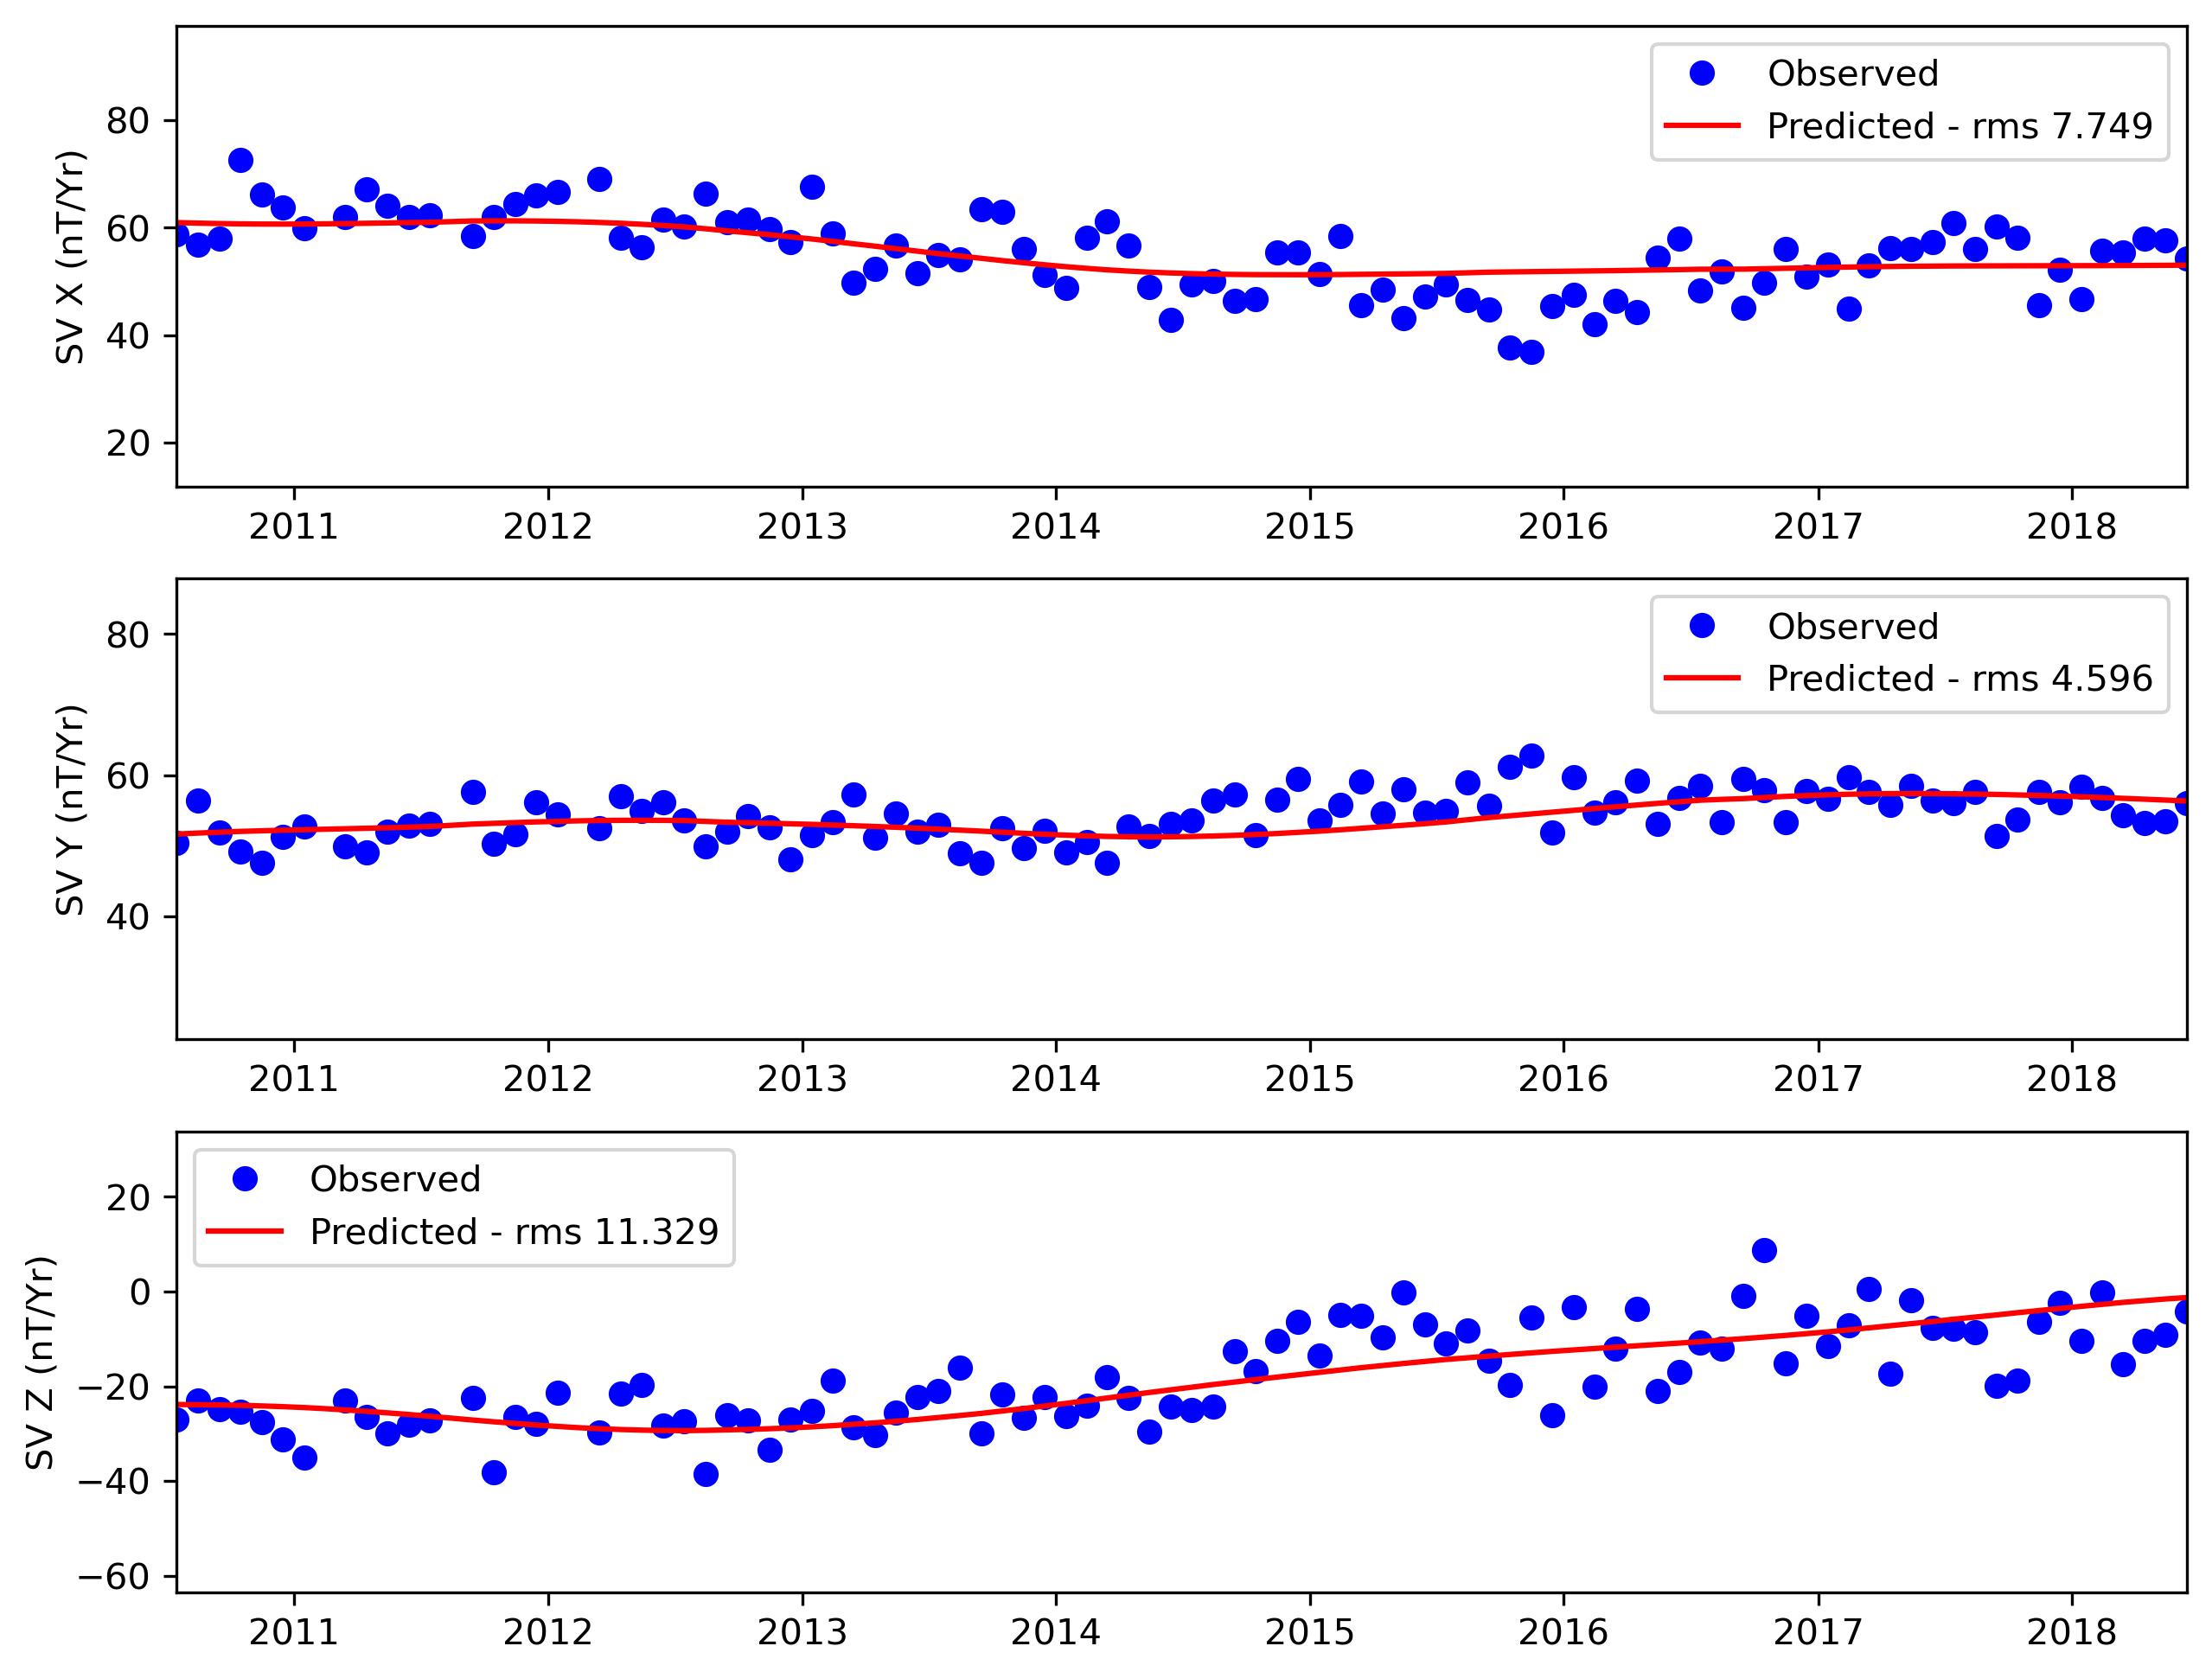 Observed
Predicted - rms 7.749
80
60
40
20
SV X (nT/Yr)
2011 2012 2013 2014 2015 2016 2017 2018
Observed
Predicted - rms 4.596
80
60
40
SV Y (nT/Yr)
2011 2012 2013 2014 2015 2016 2017 2018
Observed
Predicted - rms 11.329
20
0
−20
−40
−60
SV Z (nT/Yr)
2011 2012 2013 2014 2015 2016 2017 2018